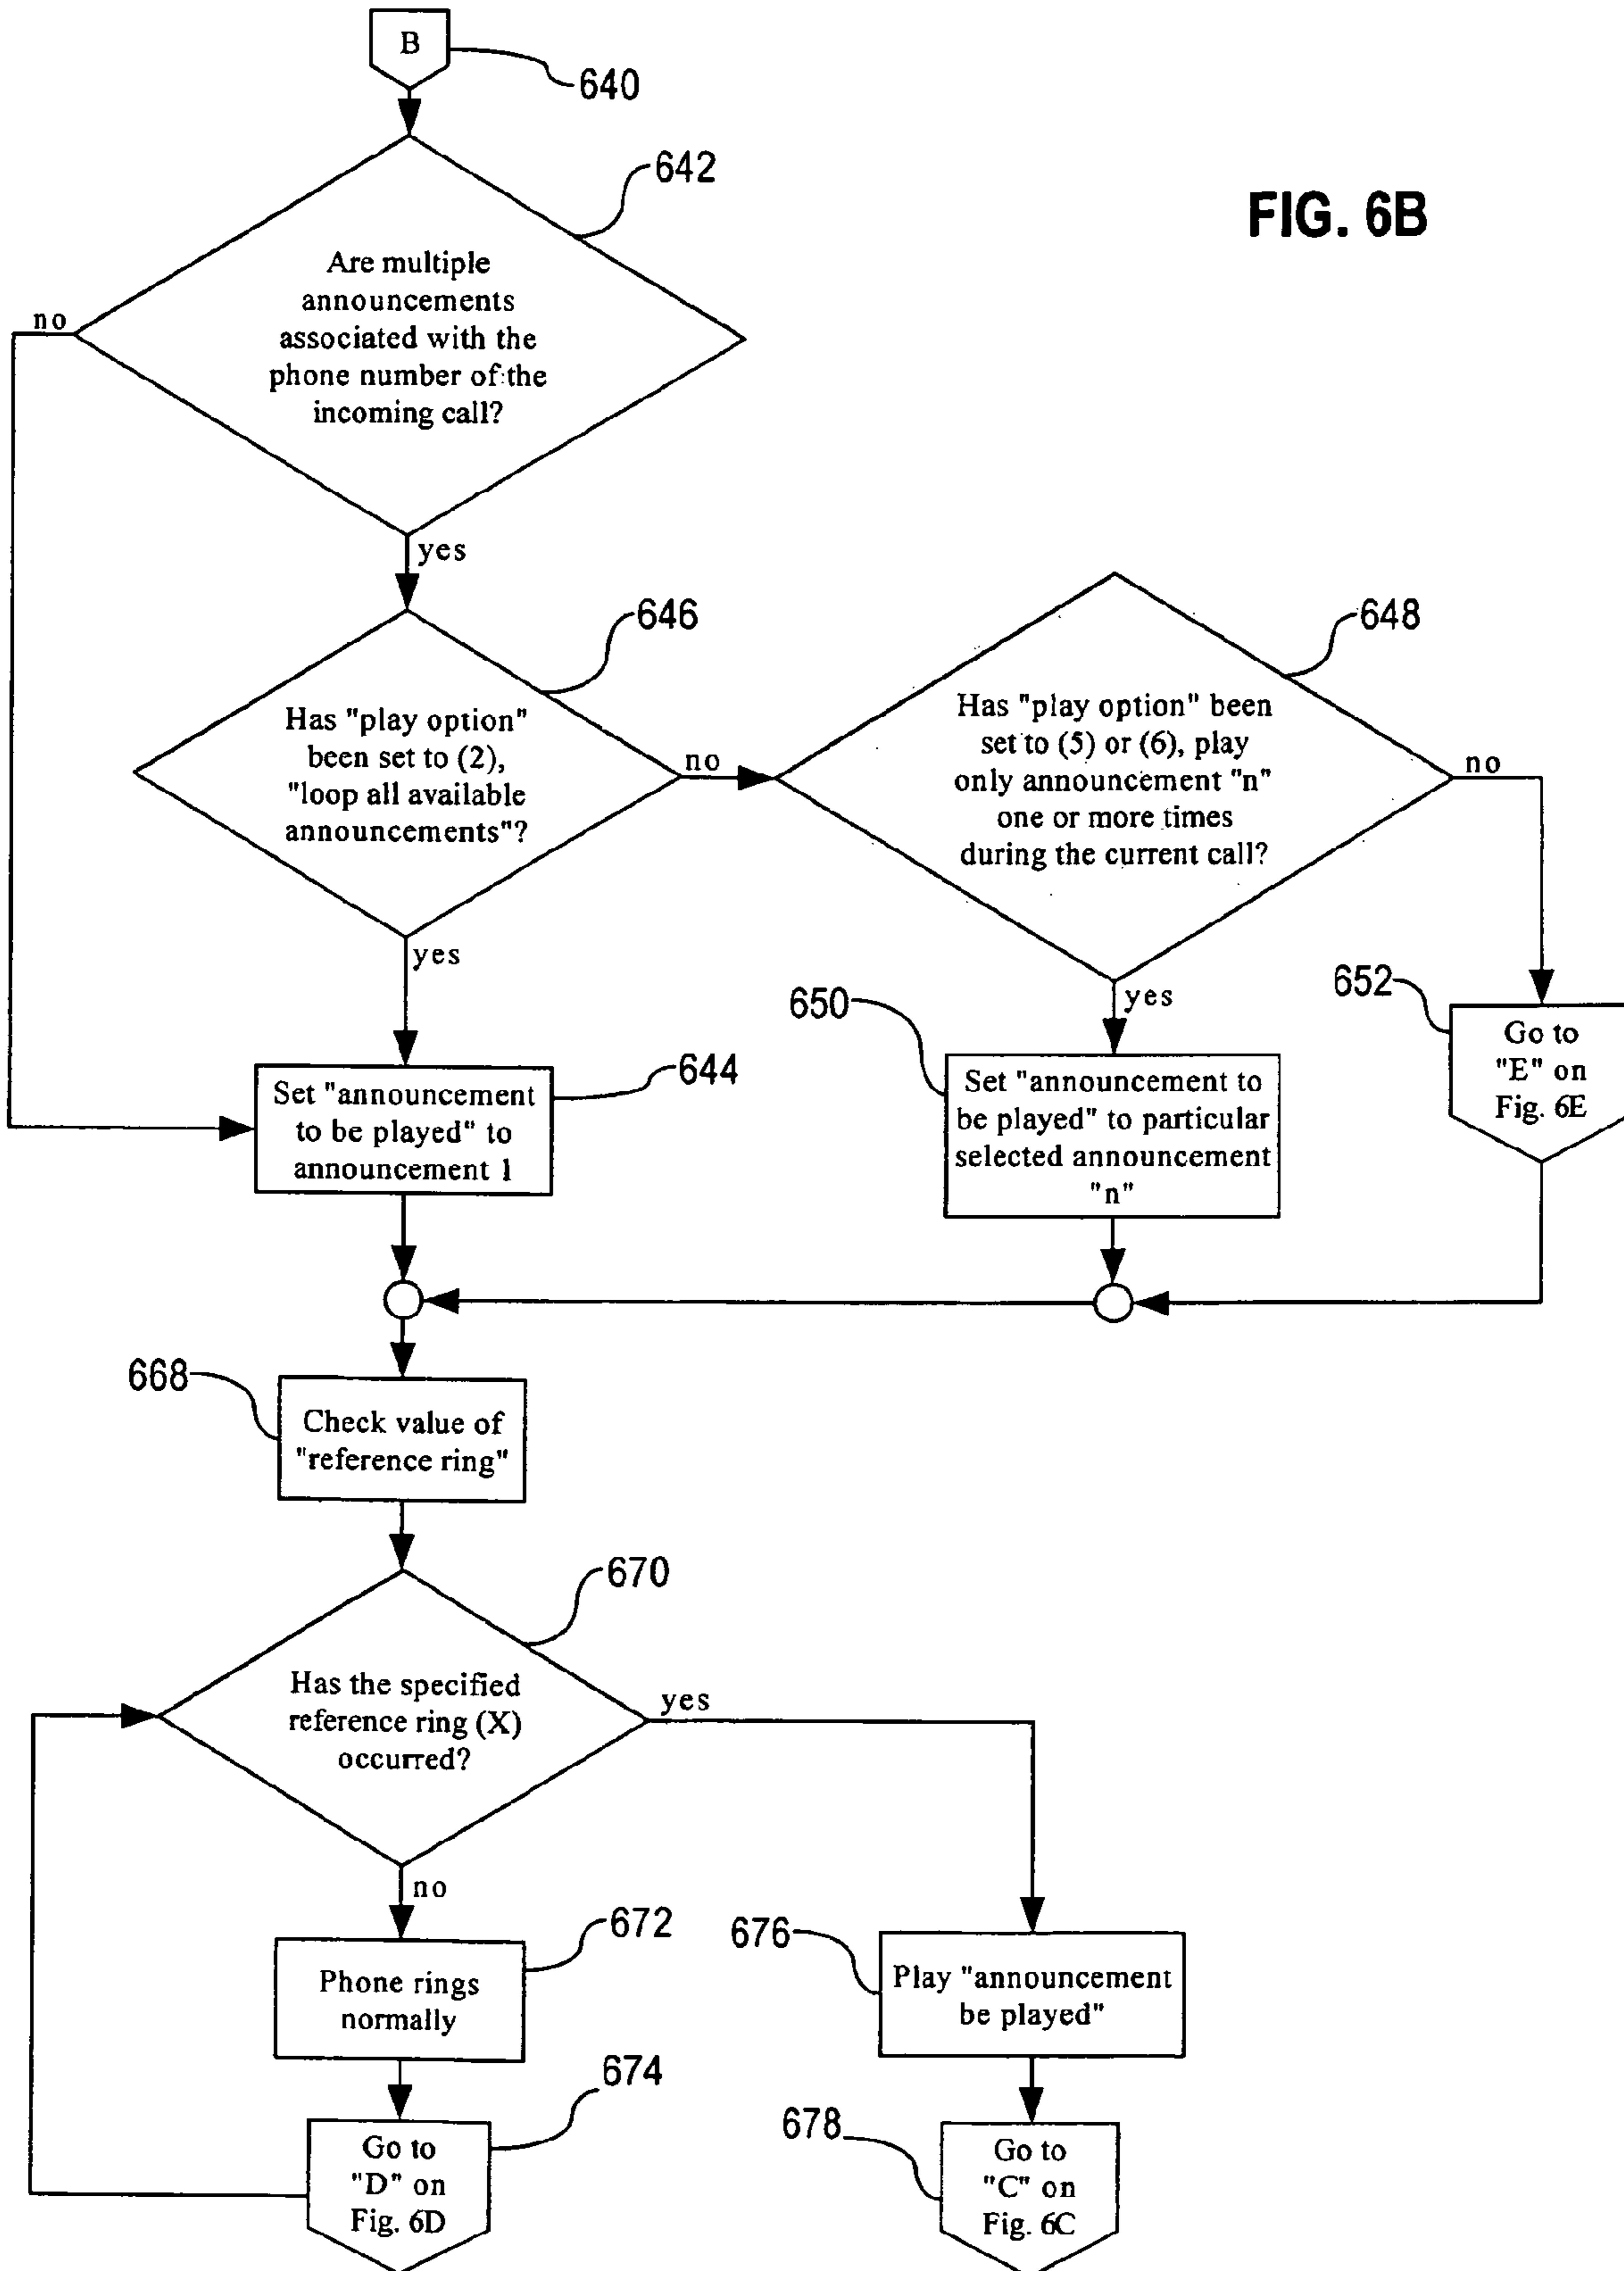 B
640
642
FIG. 6B
Are multiple
announcements
associated with the
phone number of the
incoming call?
no
yes
646
648
Has "play option"
been set to (2),
"loop all available
announcements"?
no
Has "play option" been
set to (5) or (6), play
only announcement "n"
one or more times
during the current call?
no
yes
yes
644
Set "announcement
to be played" to
announcement 1
650
Set "announcement to
be played" to particular
selected announcement
"n"
652
Go to
"E" on
Fig. 6E
668
Check value of
"reference ring"
670
Has the specified
reference ring (X)
occurred?
yes
no
672
Phone rings
normally
676
Play "announcement
be played"
674
Go to
"D" on
Fig. 6D
678
Go to
"C" on
Fig. 6C